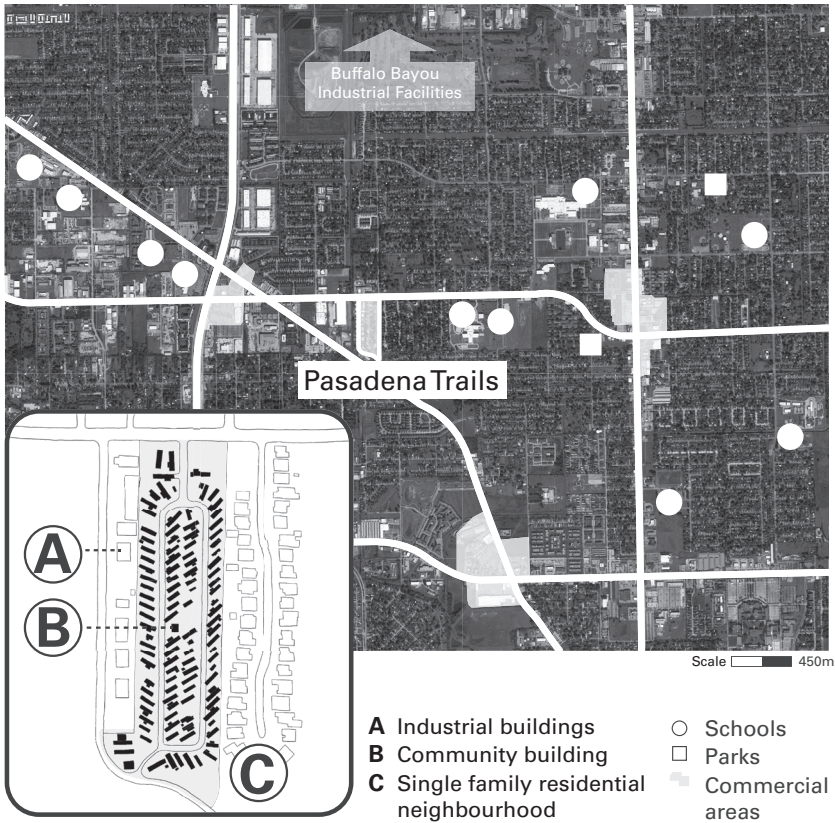 Buffalo Bayou
Industrial Facilities
Pasadena Trails
A
B
C
Scale 450m
A Industrial buildings
B Community building
C Single family residential
neighbourhood
Schools
Parks
Commercial
areas